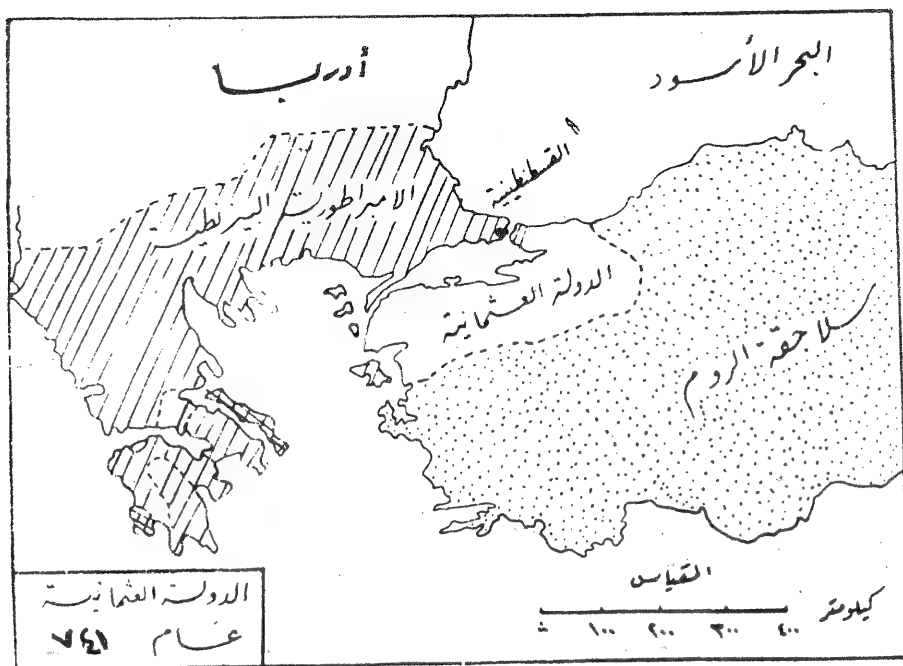 أوربا
البحر الأسود
القسطنطينية
الامبراطورية البيزنطية
الدولة العثمانية
سلاجقة الروم
المقياس
كيلومتر
٤٠٠ ٣٠٠ ٢٠٠ ١٠٠
الدولة العثمانية
عام ٧٤١